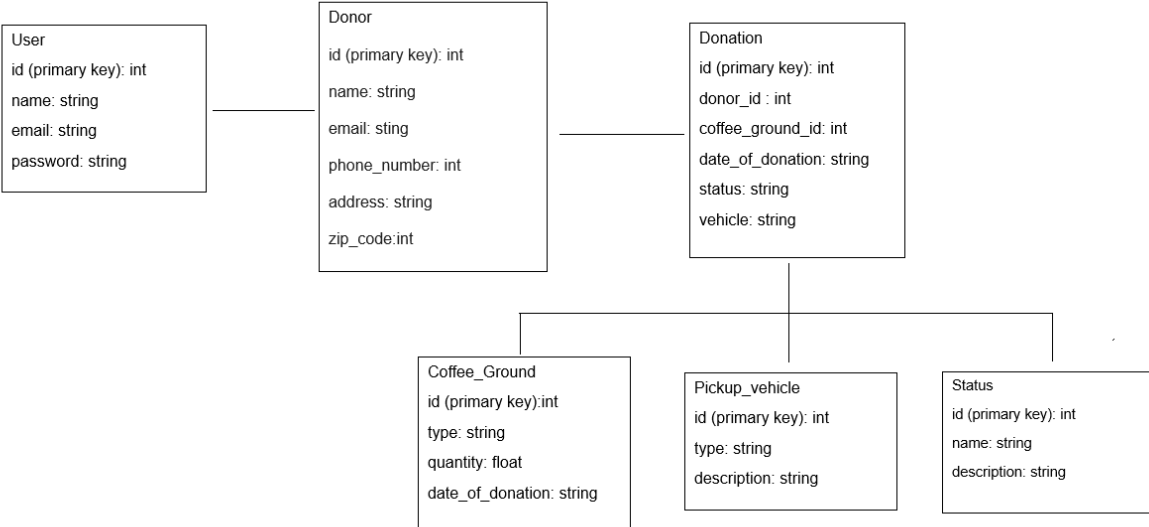 User
id (primary key): int
name: string
email: string
password: string
Donor
id (primary key): int
name: string
email: sting
phone_number: int
address: string
zip_code:int
Donation
id (primary key): int
donor_id : int
coffee_ground_id: int
date_of_donation: string
status: string
vehicle: string
Coffee_Ground
id (primary key):int
type: string
quantity: float
date_of_donation: string
Pickup_vehicle
id (primary key): int
type: string
description: string
Status
id (primary key): int
name: string
description: string